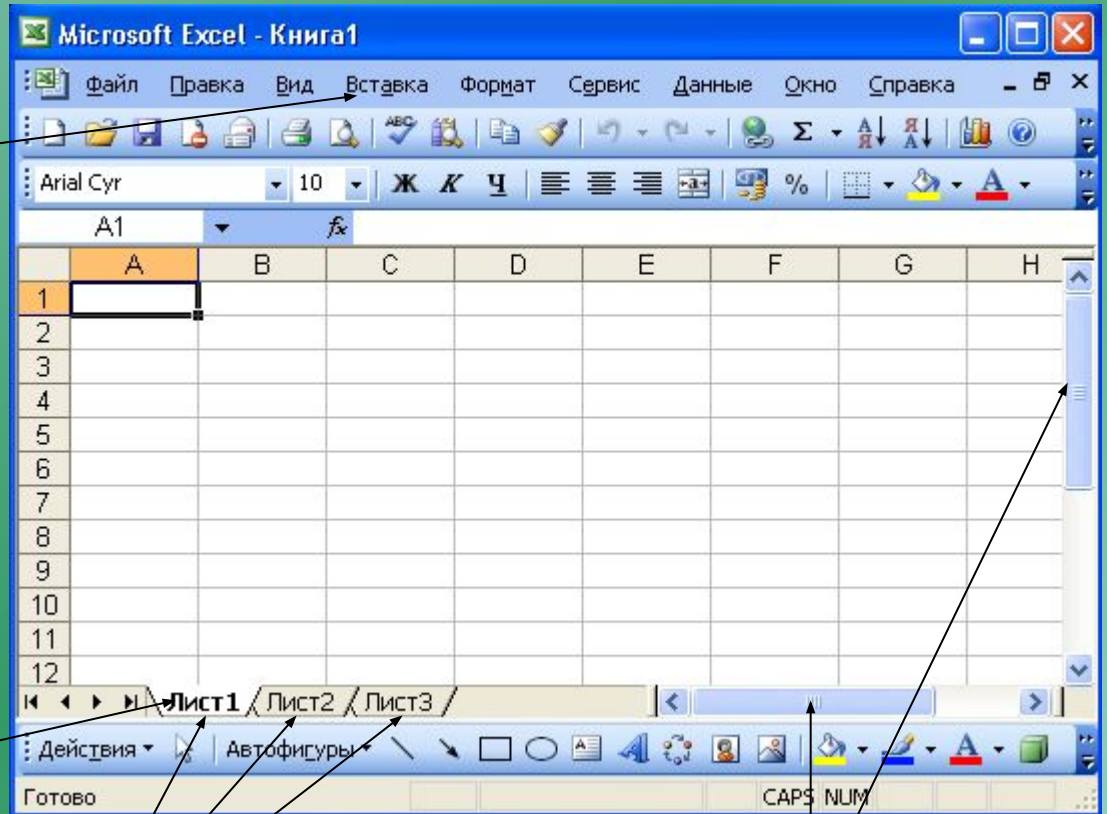 Microsoft Excel - Книга1
Файл Правка Вид Вставка Формат Сервис Данные Окно Справка
ABC Σ А Я Я А
Arial Cyr 10 Ж К Ч a % А
A1 fx
A B C D E F G H
1
2
3
4
5
6
7
8
9
10
11
12
Лист1 Лист2 Лист3
Действия Автофигуры A A
Готово CAPS NUM